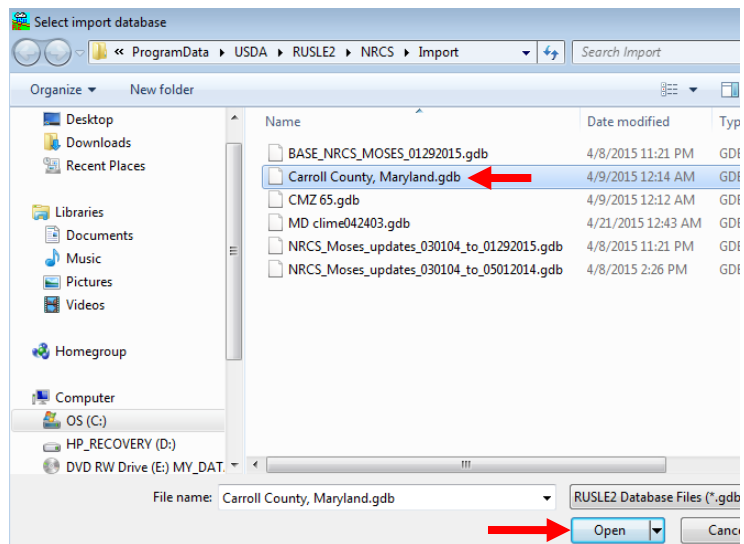 Select import database
« ProgramData ▸ USDA ▸ RUSLE2 ▸ NRCS ▸ Import
Search Import
Organize New folder
Name Date modified Typ
Desktop
Downloads
Recent Places
Libraries
Documents
Music
Pictures
Videos
Homegroup
Computer
OS (C:)
HP_RECOVERY (D:)
DVD RW Drive (E:) MY_DAT
BASE_NRCS_MOSES_01292015.gdb 4/8/2015 11:21 PM GDE
Carroll County, Maryland.gdb 4/9/2015 12:14 AM GDE
CMZ 65.gdb 4/9/2015 12:12 AM GDE
MD clime042403.gdb 4/21/2015 12:43 AM GDE
NRCS_Moses_updates_030104_to_01292015.gdb 4/8/2015 11:21 PM GDE
NRCS_Moses_updates_030104_to_05012014.gdb 4/8/2015 2:26 PM GDE
File name: Carroll County, Maryland.gdb RUSLE2 Database Files (*.gdb
Open Cance